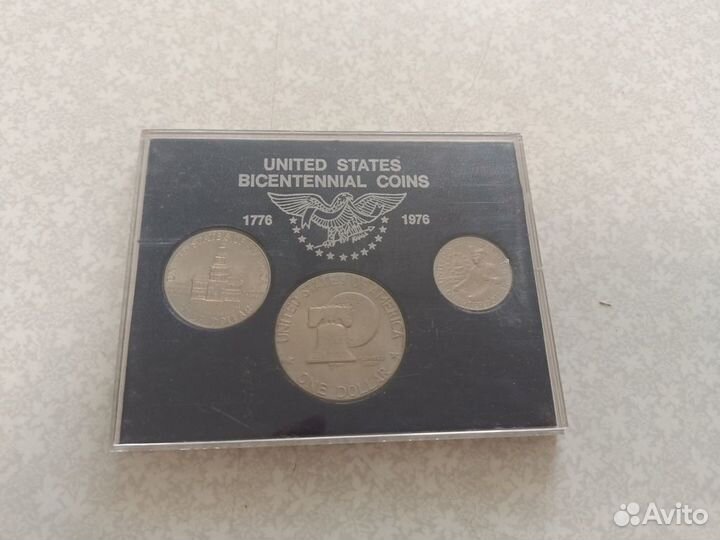 UNITED STATES
BICENTENNIAL COINS
1776
1976
UNITED STATES OF AMERICA
ONE DOLLAR
Avito